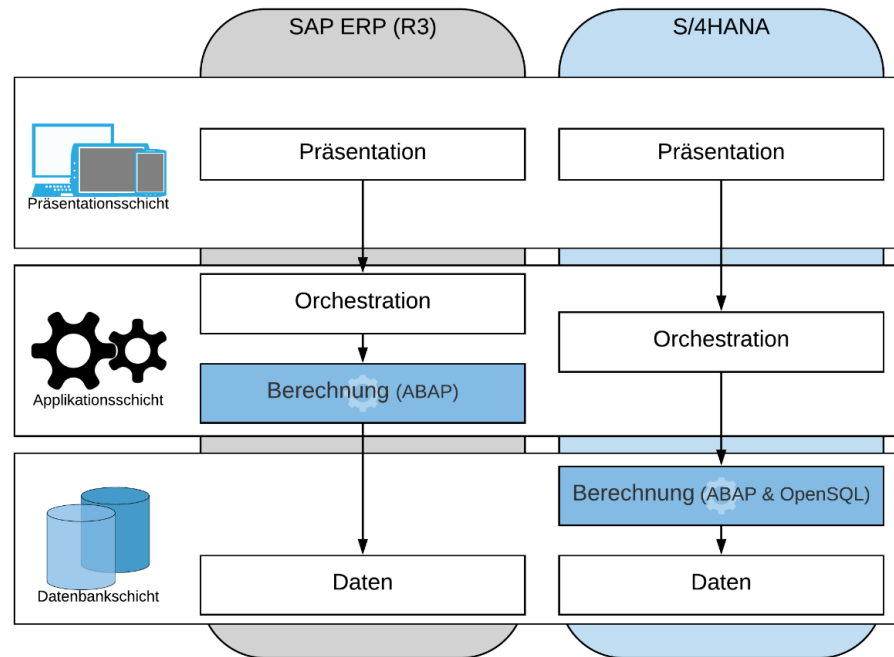 SAP ERP (R3)
S/4HANA
Präsentationsschicht
Präsentation
Präsentation
Applikationsschicht
Orchestration
Berechnung (ABAP)
Orchestration
Datenbankschicht
Daten
Berechnung (ABAP & OpenSQL)
Daten